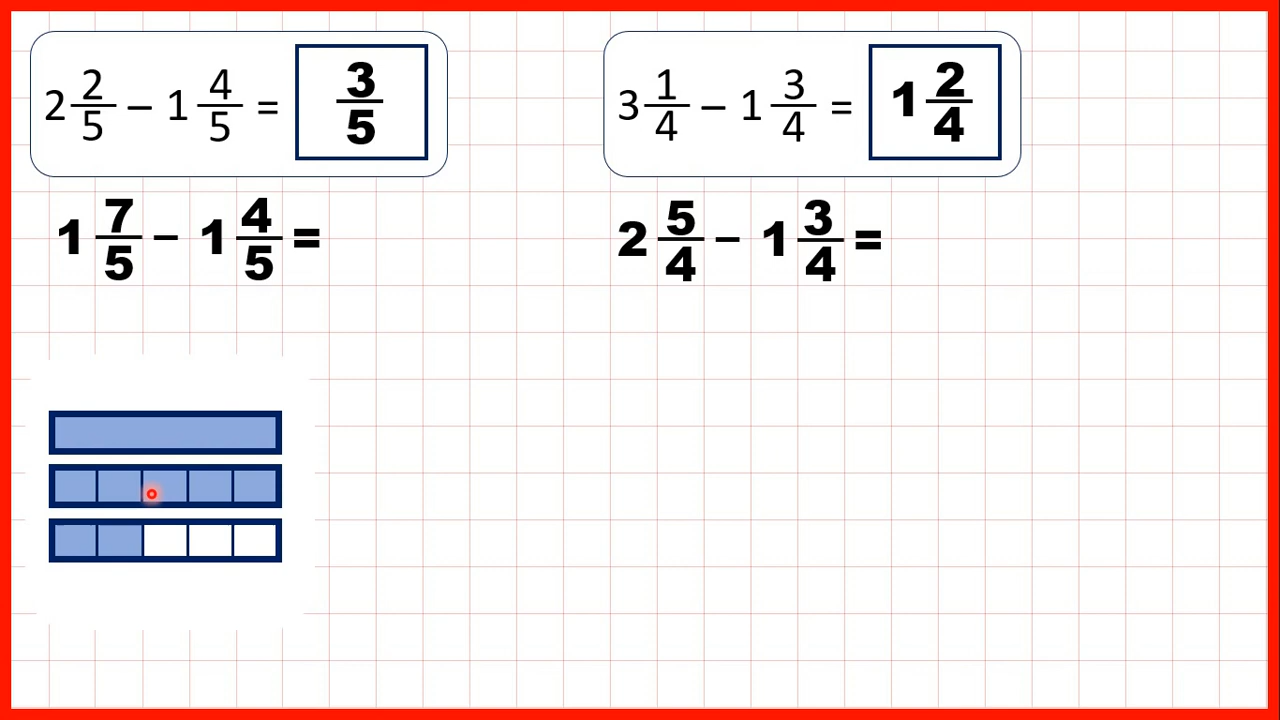 2 2/5 – 1 4/5 = 3/5
1 7/5 – 1 4/5 =
3 1/4 – 1 3/4 = 1 2/4
2 5/4 – 1 3/4 =